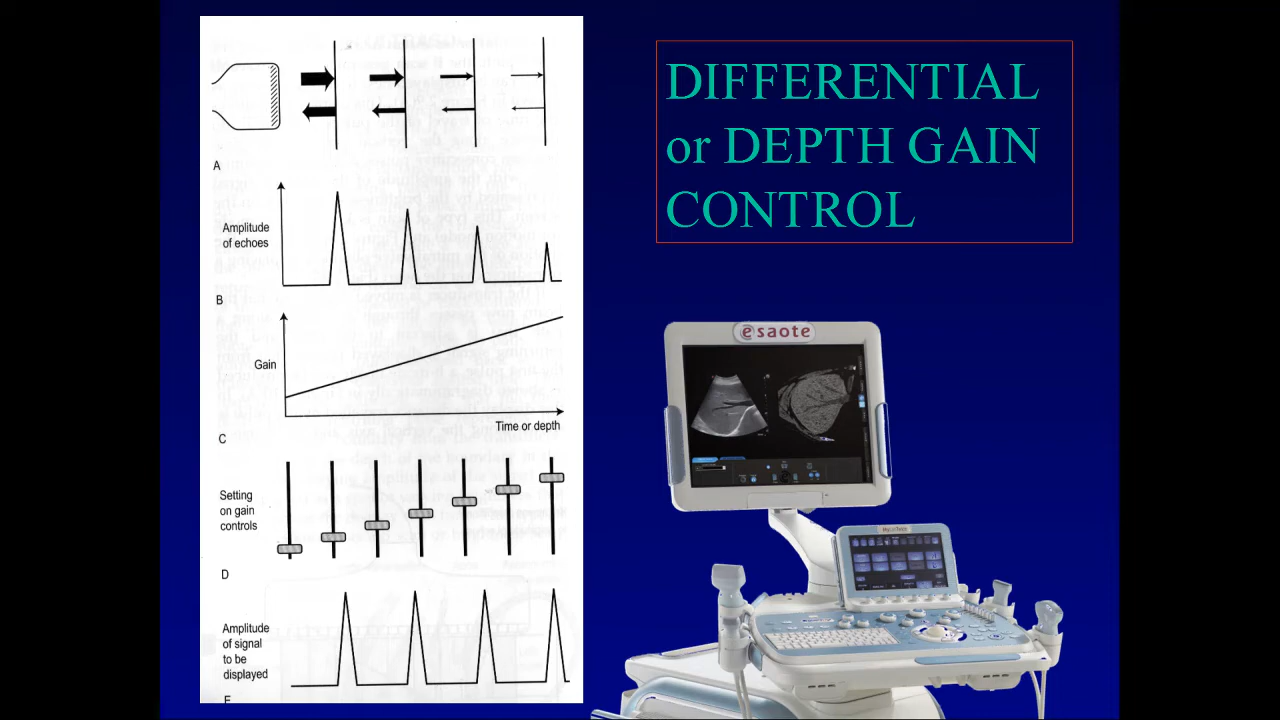 DIFFERENTIAL
or DEPTH GAIN
CONTROL
A
Amplitude
of echoes
B
Gain
Time or depth
C
Setting
on gain
controls
D
Amplitude
of signal
to be
displayed
E
esaote